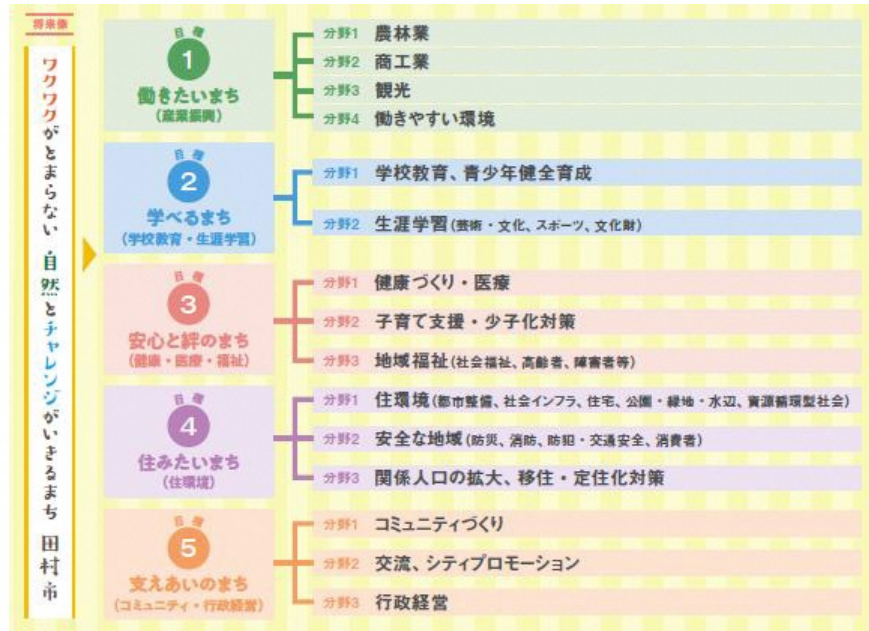 将来像
ワクワクがとまらない 自然とチャレンジがいきるまち 田村市
目標
1
働きたいまち
(産業振興)
分野1 農林業
分野2 商工業
分野3 観光
分野4 働きやすい環境
目標
2
学べるまち
(学校教育・生涯学習)
分野1 学校教育、青少年健全育成
分野2 生涯学習(芸術・文化、スポーツ、文化財)
目標
3
安心と絆のまち
(健康・医療・福祉)
分野1 健康づくり・医療
分野2 子育て支援・少子化対策
分野3 地域福祉(社会福祉、高齢者、障害者等)
目標
4
住みたいまち
(住環境)
分野1 住環境(都市整備、社会インフラ、住宅、公園・緑地・水辺、資源循環型社会)
分野2 安全な地域(防災、消防、防犯・交通安全、消費者)
分野3 関係人口の拡大、移住・定住化対策
目標
5
支えあいのまち
(コミュニティ・行政経営)
分野1 コミュニティづくり
分野2 交流、シティプロモーション
分野3 行政経営